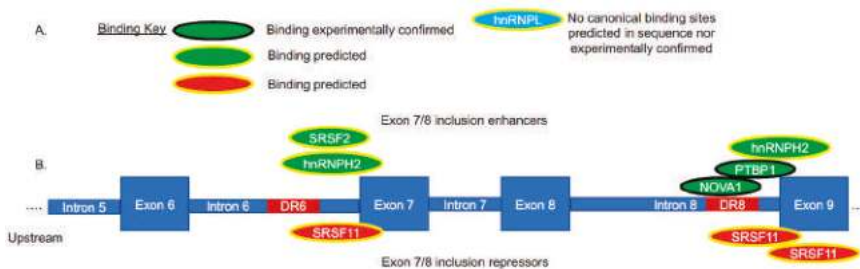 A.
Binding Key
Binding experimentally confirmed
Binding predicted
Binding predicted
hnRNPL
No canonical binding sites
predicted in sequence nor
experimentally confirmed
Exon 7/8 inclusion enhancers
B.
SRSF2
hnRNPH2
hnRNPH2
PTBP1
NOVA1
.... Intron 5 Exon 6 Intron 6 DR6 Exon 7 Intron 7 Exon 8 Intron 8 DR8 Exon 9 ...
Upstream
SRSF11
SRSF11
SRSF11
Exon 7/8 inclusion repressors